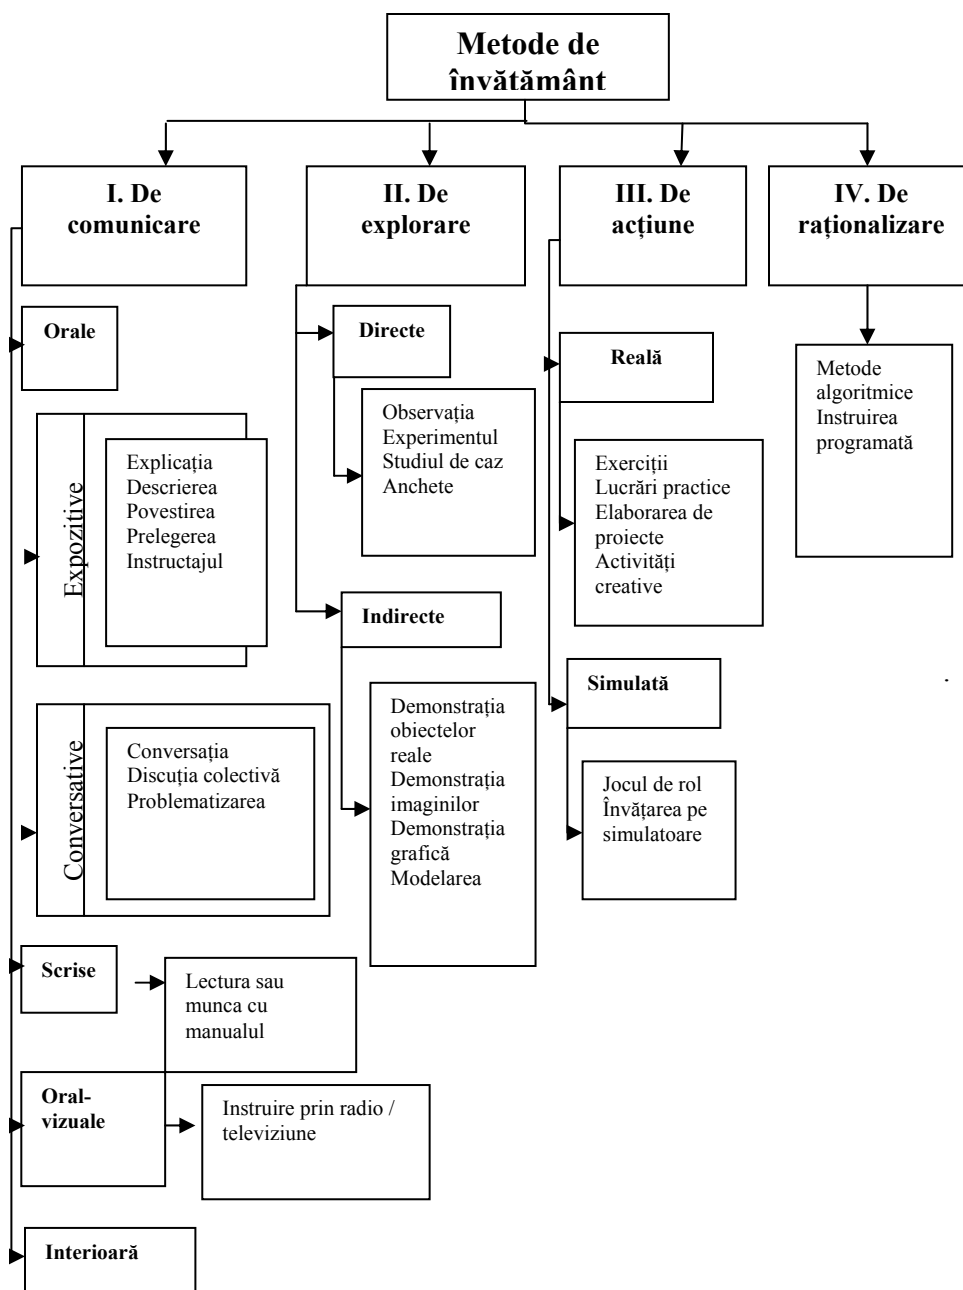 Metode de
învătământ
I. De
comunicare
II. De
explorare
III. De
acțiune
IV. De
raționalizare
Orale
Expozitive
Explicația
Descrierea
Povestirea
Prelegerea
Instructajul
Conversative
Conversația
Discuția colectivă
Problematizarea
Scrise
Lectura sau
munca cu
manualul
Oral-
vizuale
Instruire prin radio /
televiziune
Interioară
Directe
Observația
Experimentul
Studiul de caz
Anchete
Indirecte
Demonstrația
obiectelor
reale
Demonstrația
imaginilor
Demonstrația
grafică
Modelarea
Reală
Exerciții
Lucrări practice
Elaborarea de
proiecte
Activități
creative
Simulată
Jocul de rol
Învățarea pe
simulatoare
Metode
algoritmice
Instruirea
programată